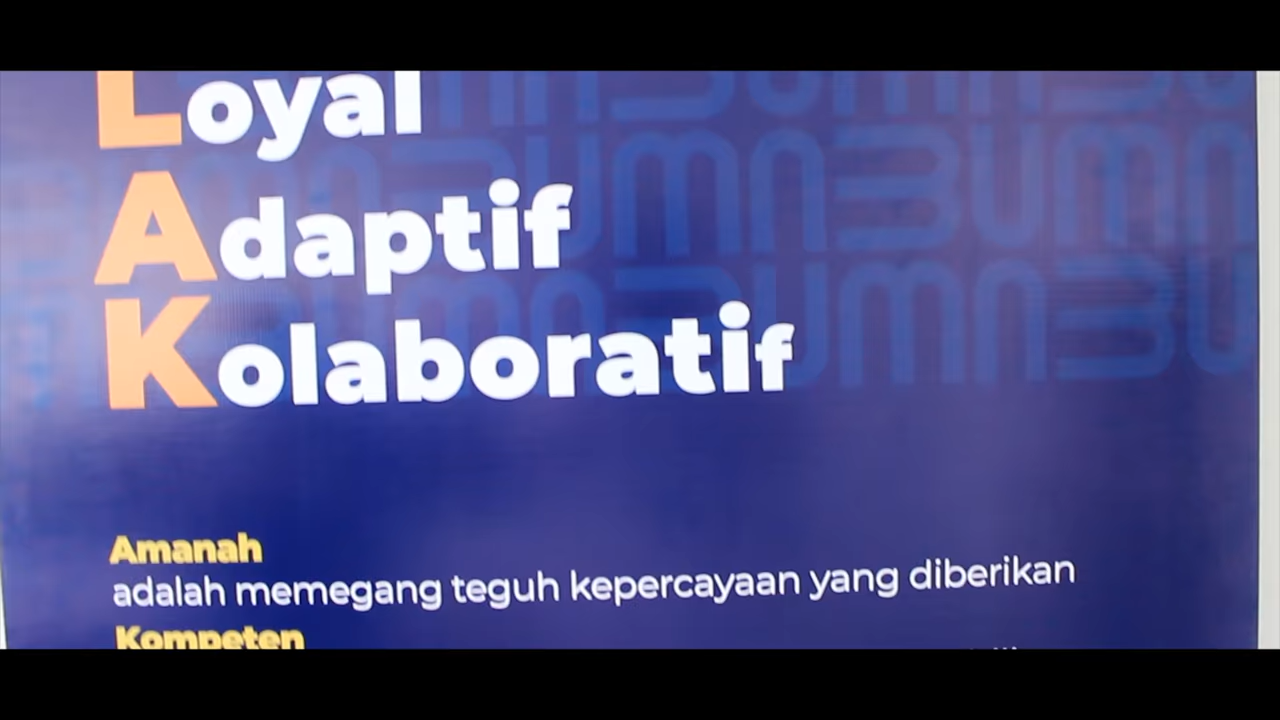 Loyal
Adaptif
Kolaboratif
Amanah
adalah memegang teguh kepercayaan yang diberikan
Kompeten